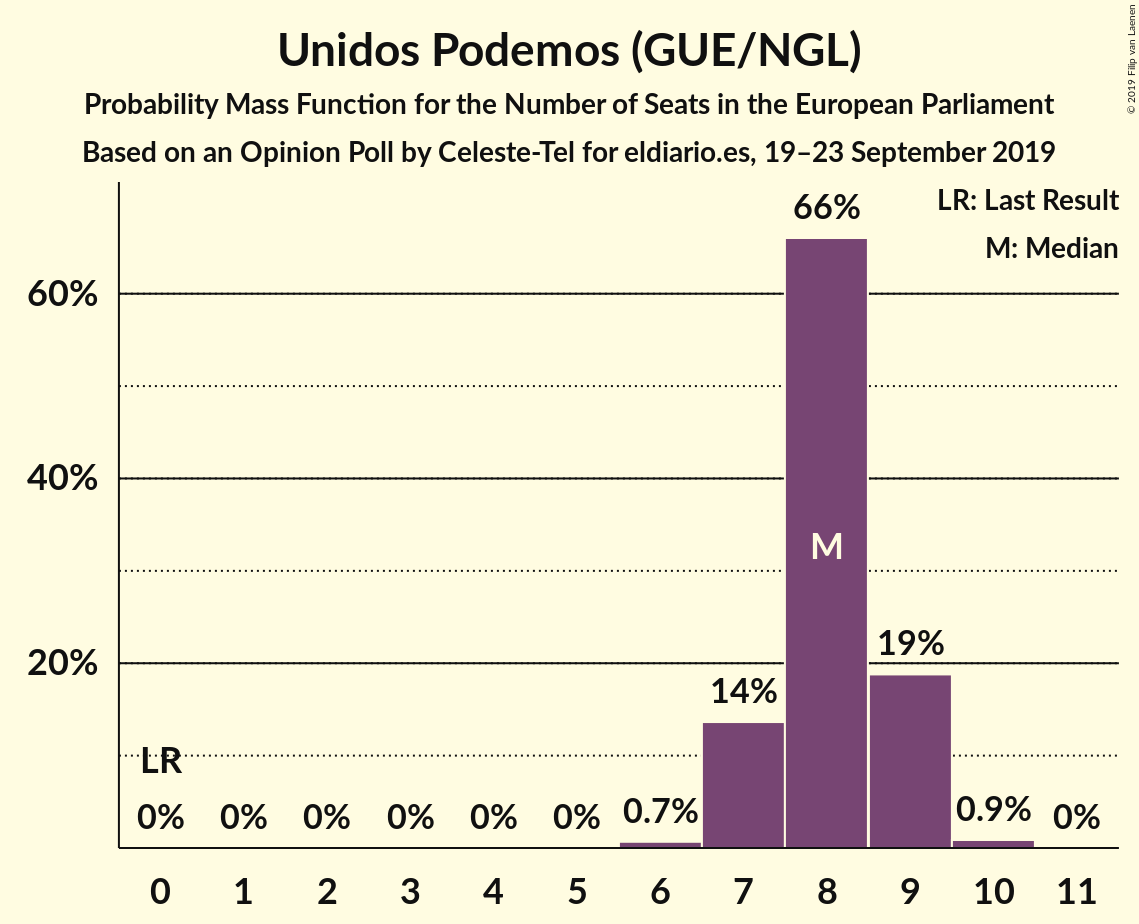 Unidos Podemos (GUE/NGL)
Probability Mass Function for the Number of Seats in the European Parliament
Based on an Opinion Poll by Celeste-Tel for eldiario.es, 19–23 September 2019
© 2019 Filip van Laenen
LR: Last Result
M: Median
60%
40%
20%
LR
0%
0%
0%
0%
0%
0%
0.7%
14%
66%
M
19%
0.9%
0%
0 1 2 3 4 5 6 7 8 9 10 11